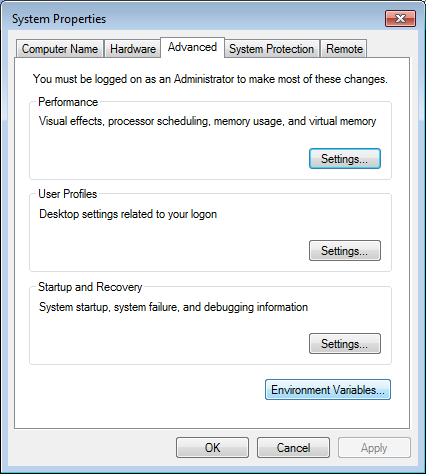 System Properties
Computer Name Hardware Advanced System Protection Remote
You must be logged on as an Administrator to make most of these changes.
Performance
Visual effects, processor scheduling, memory usage, and virtual memory
Settings...
User Profiles
Desktop settings related to your logon
Settings...
Startup and Recovery
System startup, system failure, and debugging information
Settings...
Environment Variables...
OK Cancel Apply